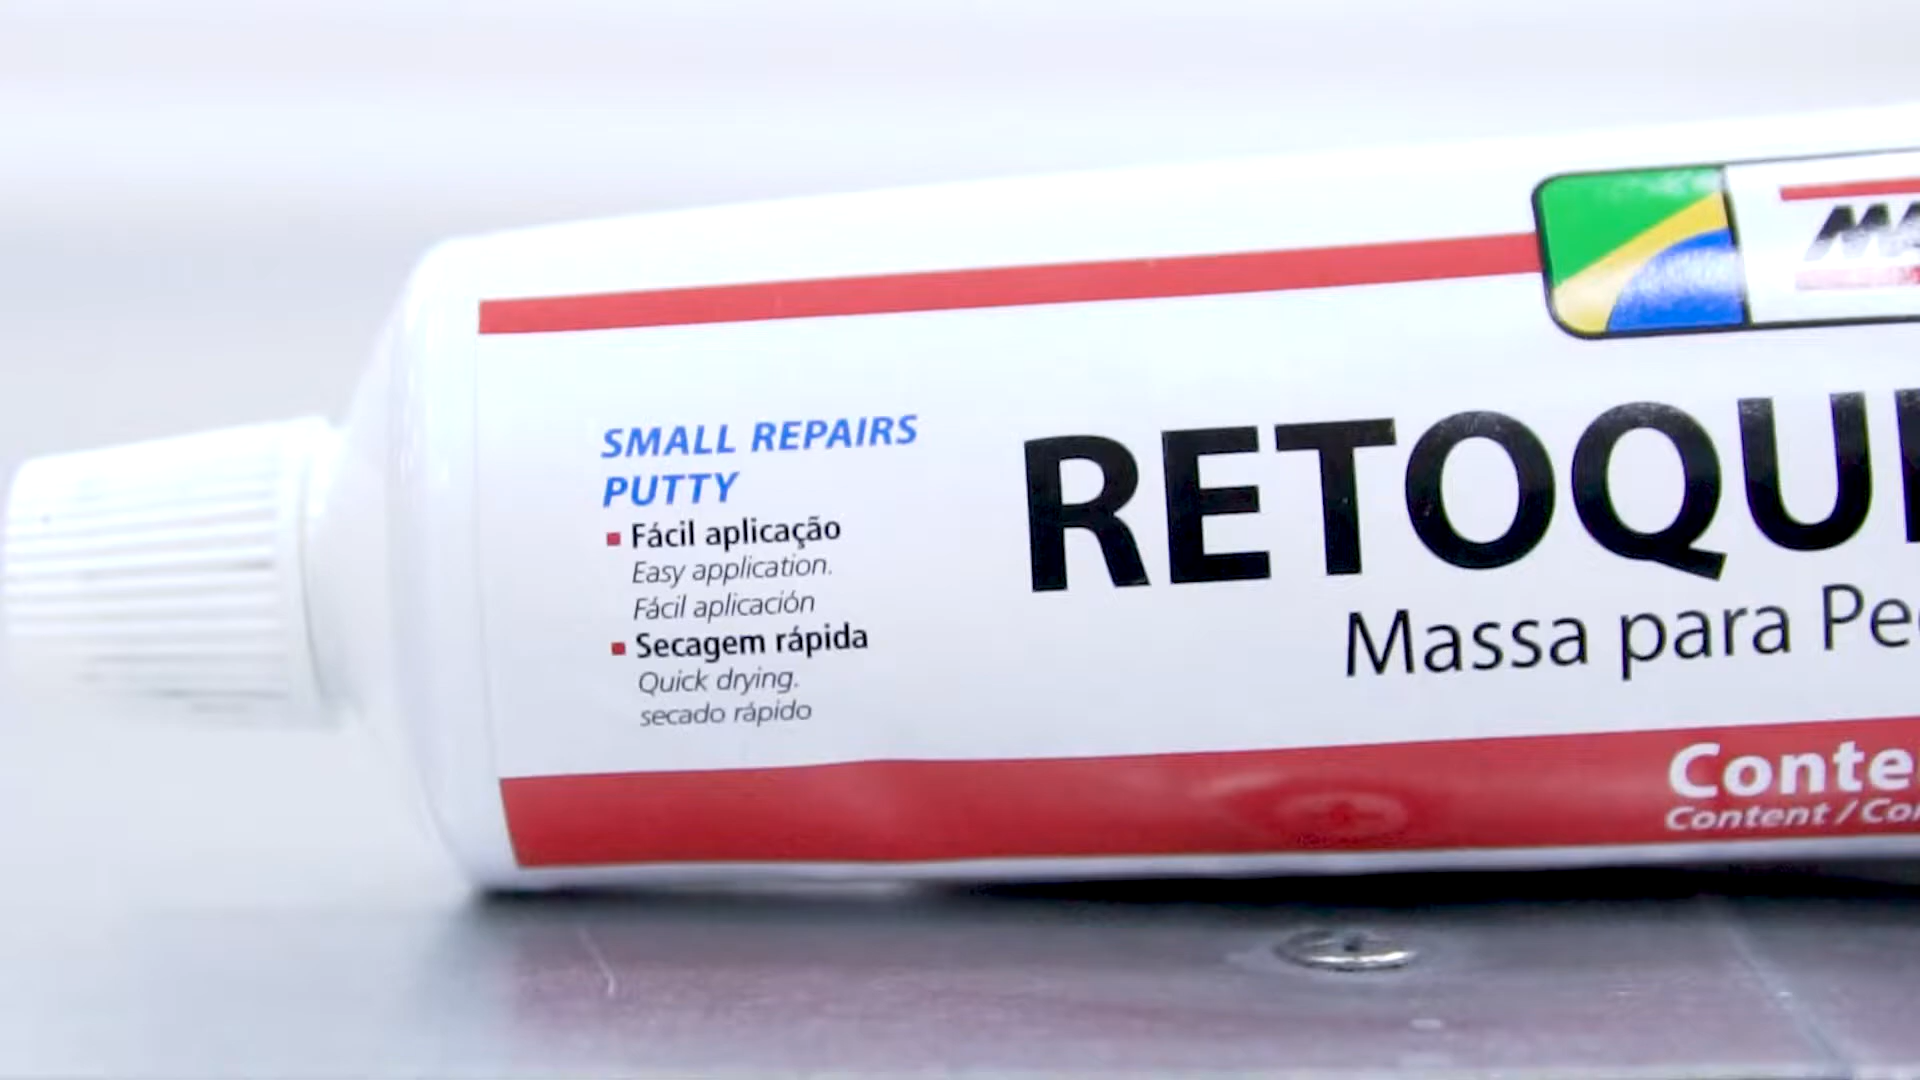 SMALL REPAIRS
PUTTY
Fácil aplicação
Easy application.
Fácil aplicación
Secagem rápida
Quick drying.
secado rápido
RETOQU
Massa para Pe
Conte
Content / Co